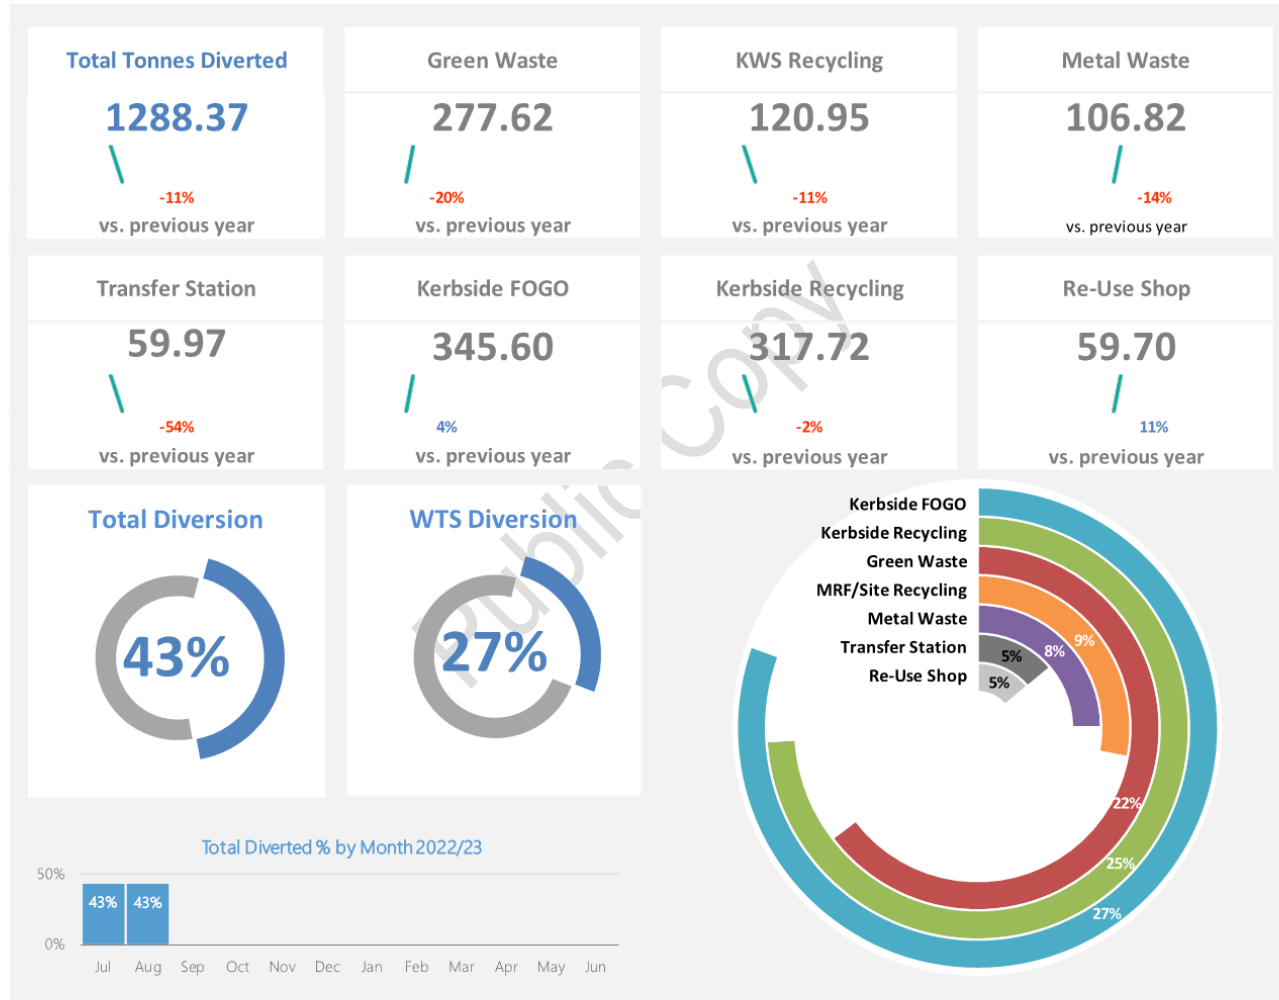 Total Tonnes Diverted
1288.37
-11%
vs. previous year
Green Waste
277.62
-20%
vs. previous year
KWS Recycling
120.95
-11%
vs. previous year
Metal Waste
106.82
-14%
vs. previous year
Transfer Station
59.97
-54%
vs. previous year
Kerbside FOGO
345.60
4%
vs. previous year
Kerbside Recycling
317.72
-2%
vs. previous year
Re-Use Shop
59.70
11%
vs. previous year
Public Copy
Total Diversion
43%
WTS Diversion
27%
Kerbside FOGO
Kerbside Recycling
Green Waste
MRF/Site Recycling
Metal Waste
Transfer Station
Re-Use Shop
9%
8%
5%
5%
22%
25%
27%
Total Diverted % by Month 2022/23
50%
43% 43%
0%
Jul Aug Sep Oct Nov Dec Jan Feb Mar Apr May Jun